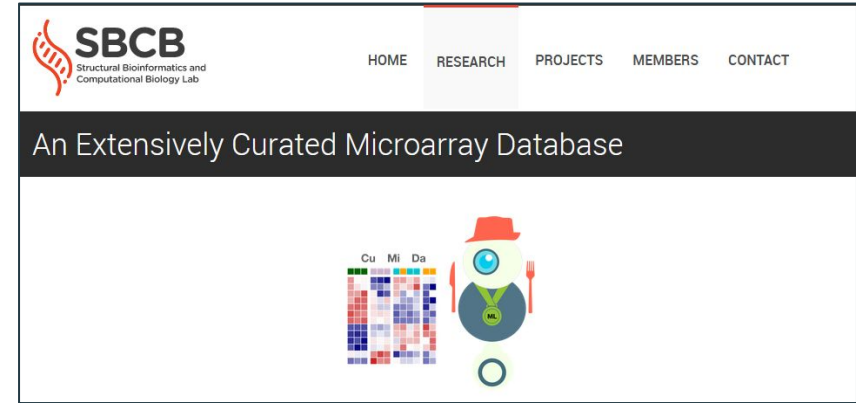 SBCB
Structural Bioinformatics and
Computational Biology Lab
HOME RESEARCH PROJECTS MEMBERS CONTACT
An Extensively Curated Microarray Database
Cu Mi Da
ML